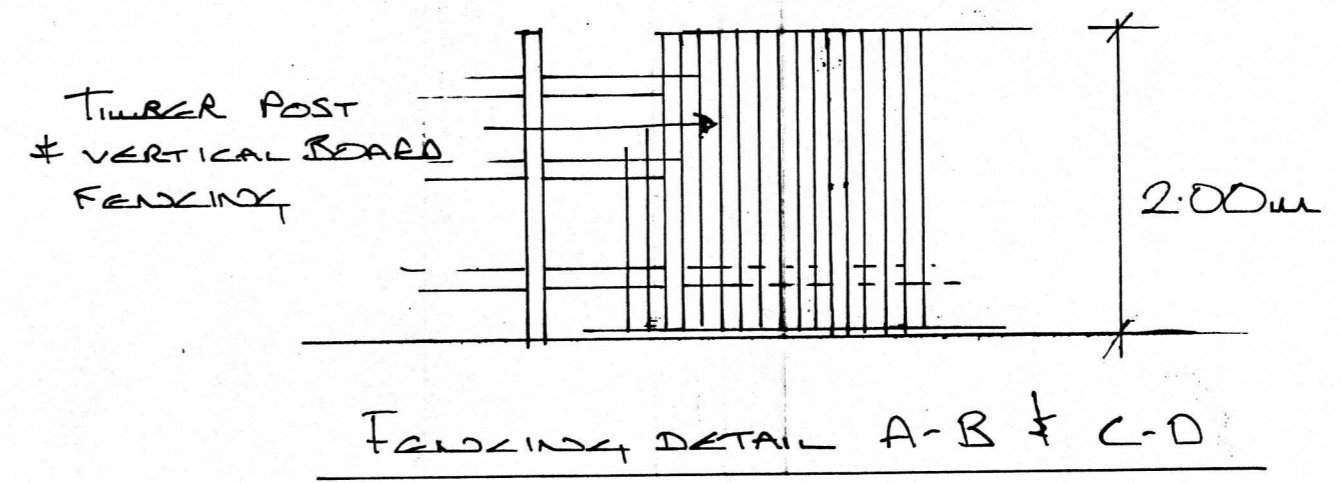 TIMBER POST
& VERTICAL BOARD
FENCING
2.00m
FENCING DETAIL A-B & C-D